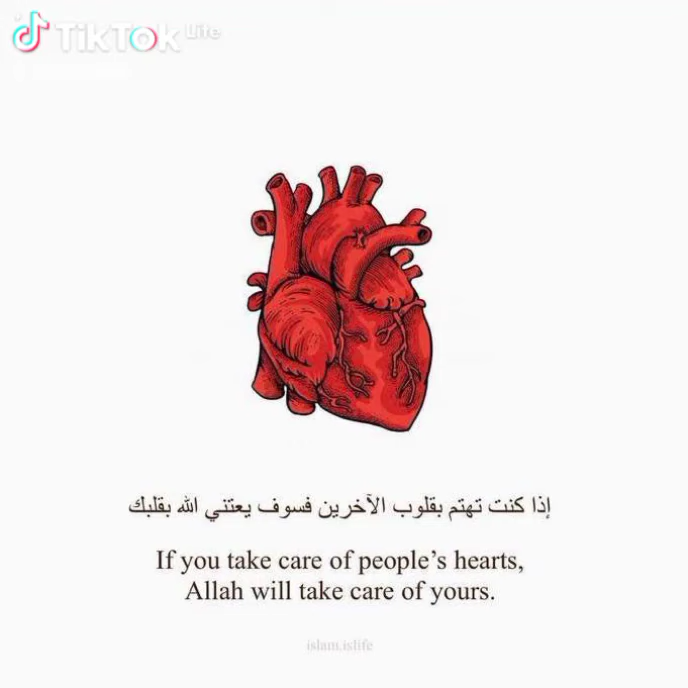 TikTok Lite
إذا كنت تهتم بقلوب الآخرين فسوف يعتني الله بقلبك
If you take care of people’s hearts,
Allah will take care of yours.
islam.islife